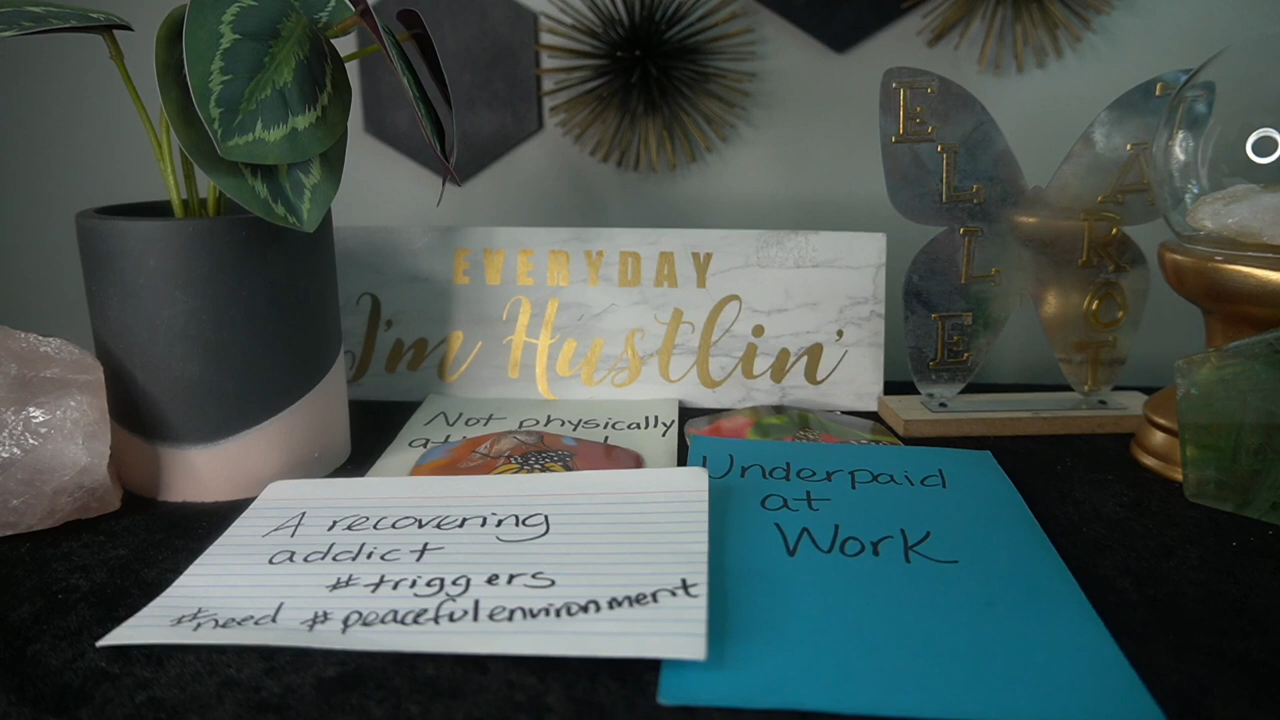 EVERYDAY
I'm Hustlin'
ELLE
TAROT
Not physically
Underpaid
at
Work
A recovering
addict
#triggers
#need #peacefulenvironment